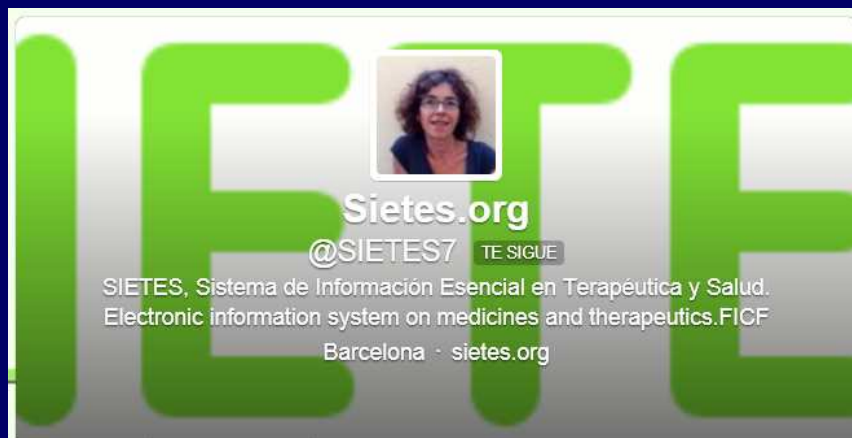 IETE
Sietes.org
@SIETES7 TE SIGUE
SIETES, Sistema de Información Esencial en Terapéutica y Salud.
Electronic information system on medicines and therapeutics.FICF
Barcelona · sietes.org